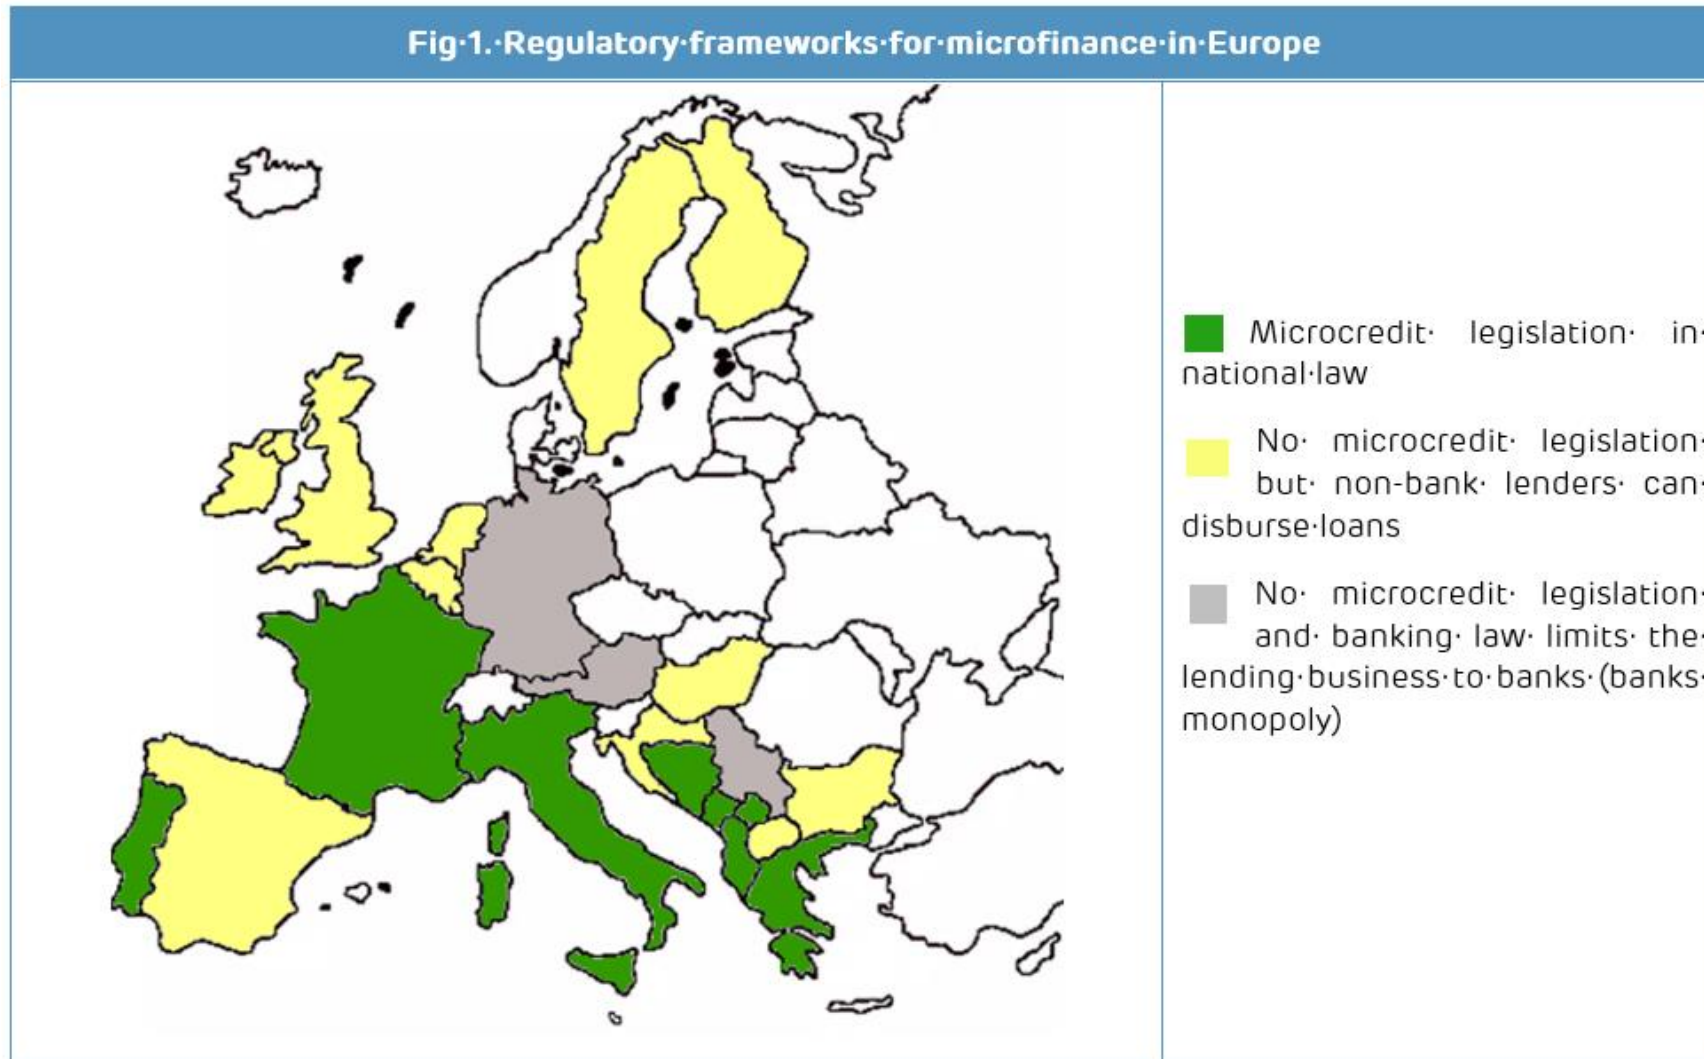 Fig·1.·Regulatory·frameworks·for·microfinance·in·Europe
Microcredit· legislation· in·
national·law
No· microcredit· legislation·
but· non-bank· lenders· can·
disburse·loans
No· microcredit· legislation·
and· banking· law· limits· the·
lending·business·to·banks·(banks·
monopoly)